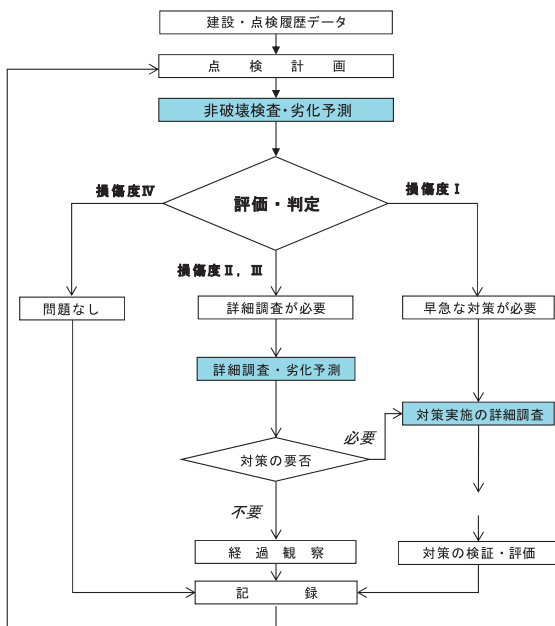 建設・点検履歴データ
点 検 計 画
非破壊検査・劣化予測
損傷度Ⅳ
損傷度Ⅰ
評価・判定
損傷度Ⅱ，Ⅲ
問題なし
詳細調査が必要
早急な対策が必要
詳細調査・劣化予測
対策実施の詳細調査
必要
対策の要否
不要
経 過 観 察
対策の検証・評価
記 録